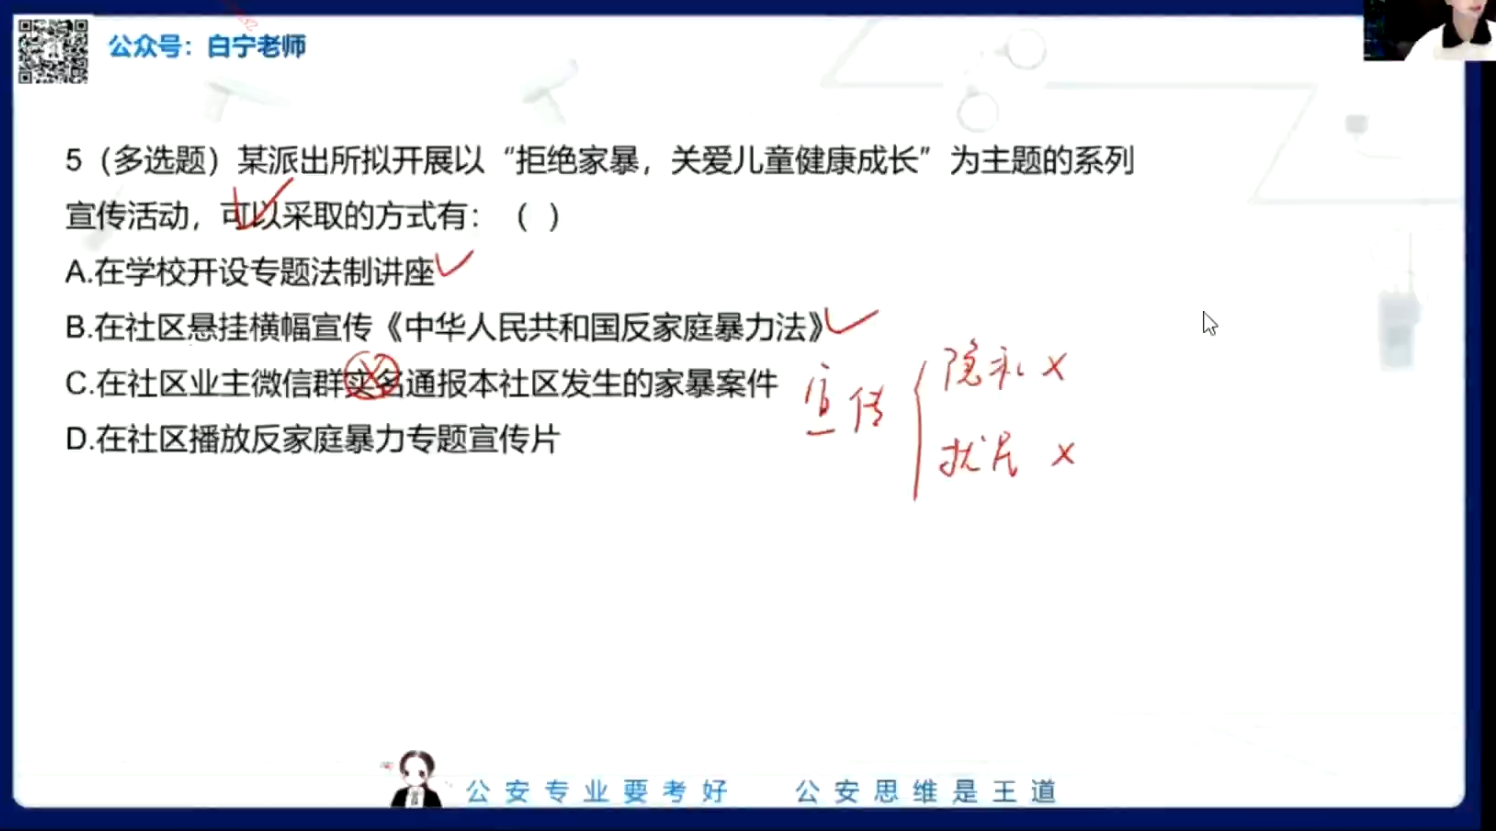 公众号：白宁老师
5（多选题）某派出所拟开展以“拒绝家暴，关爱儿童健康成长”为主题的系列
宣传活动，可以采取的方式有：（ ）
A.在学校开设专题法制讲座
B.在社区悬挂横幅宣传《中华人民共和国反家庭暴力法》
C.在社区业主微信群实名通报本社区发生的家暴案件
D.在社区播放反家庭暴力专题宣传片
宣传
隐私 ×
扰民 ×
公安专业要考好 公安思维是王道